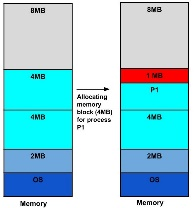 8MB
4MB
4MB
2MB
OS
Memory
Allocating
memory
block (4MB)
for process
P1
8MB
1 MB
P1
4MB
2MB
OS
Memory